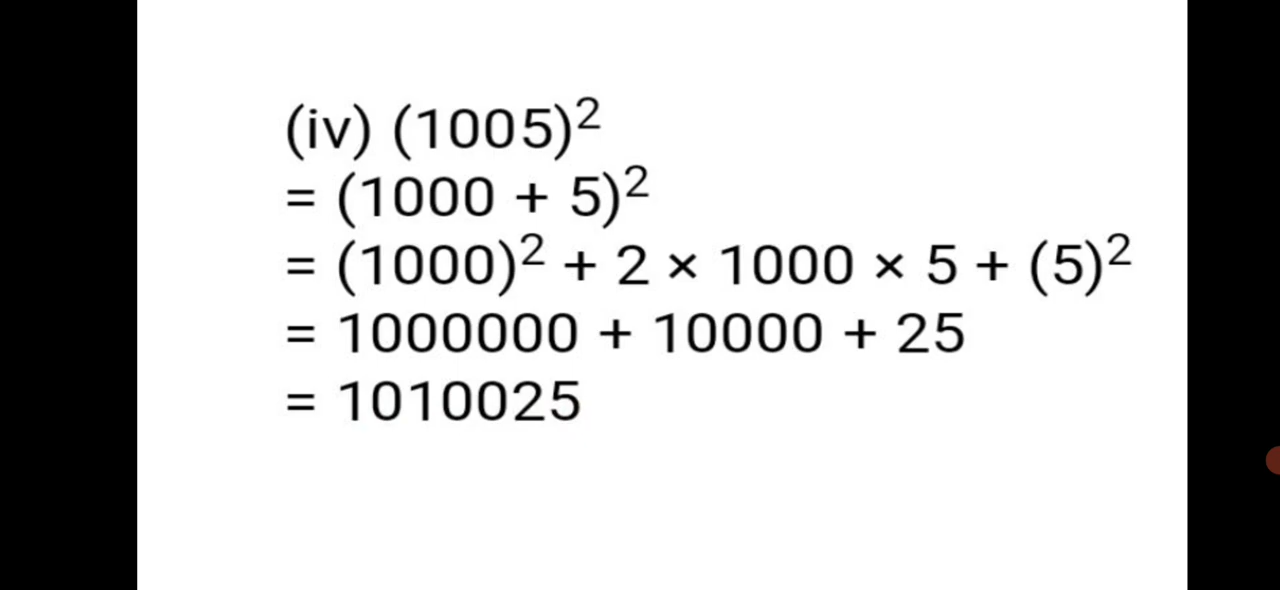 (iv) (1005)²
= (1000 + 5)²
= (1000)² + 2 × 1000 × 5 + (5)²
= 1000000 + 10000 + 25
= 1010025